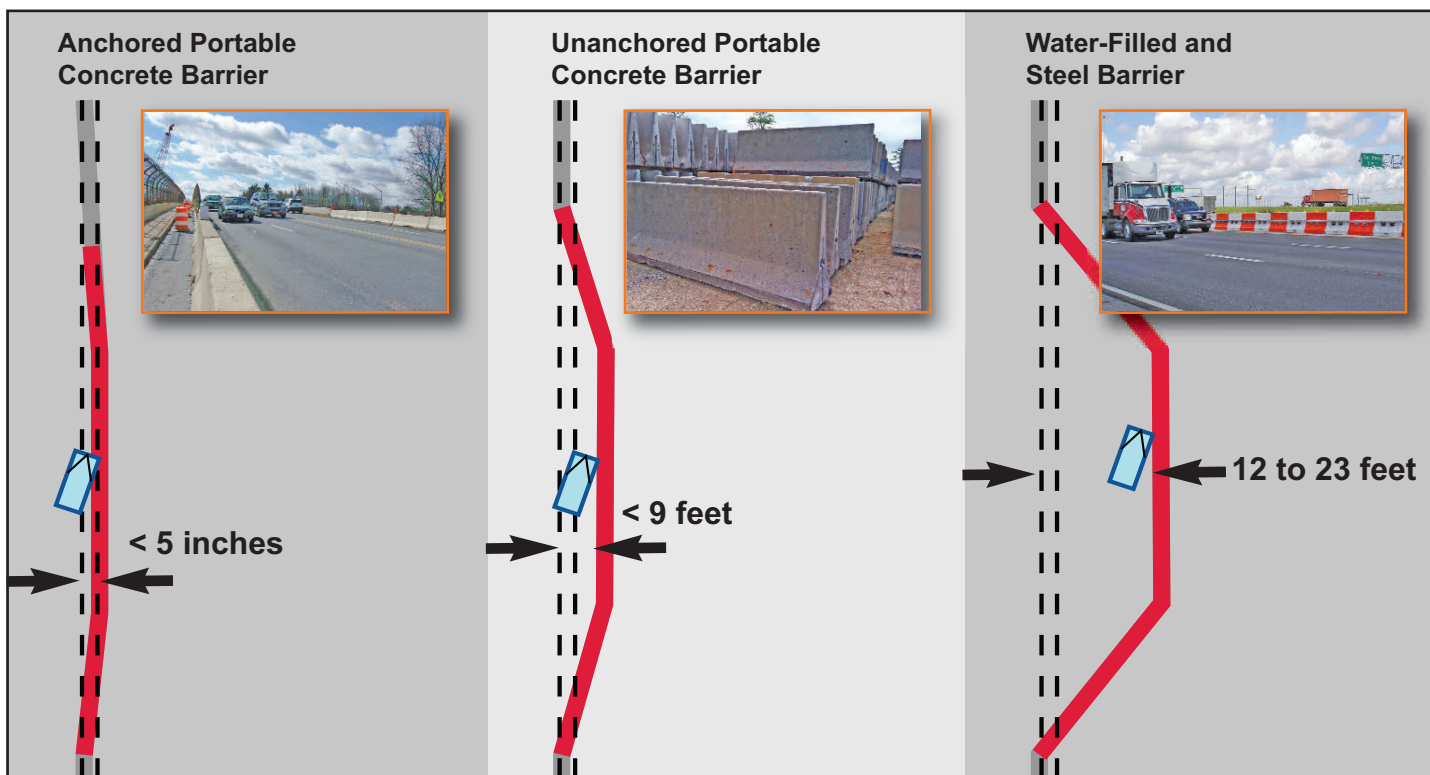 Anchored Portable
Concrete Barrier
< 5 inches
Unanchored Portable
Concrete Barrier
< 9 feet
Water-Filled and
Steel Barrier
12 to 23 feet